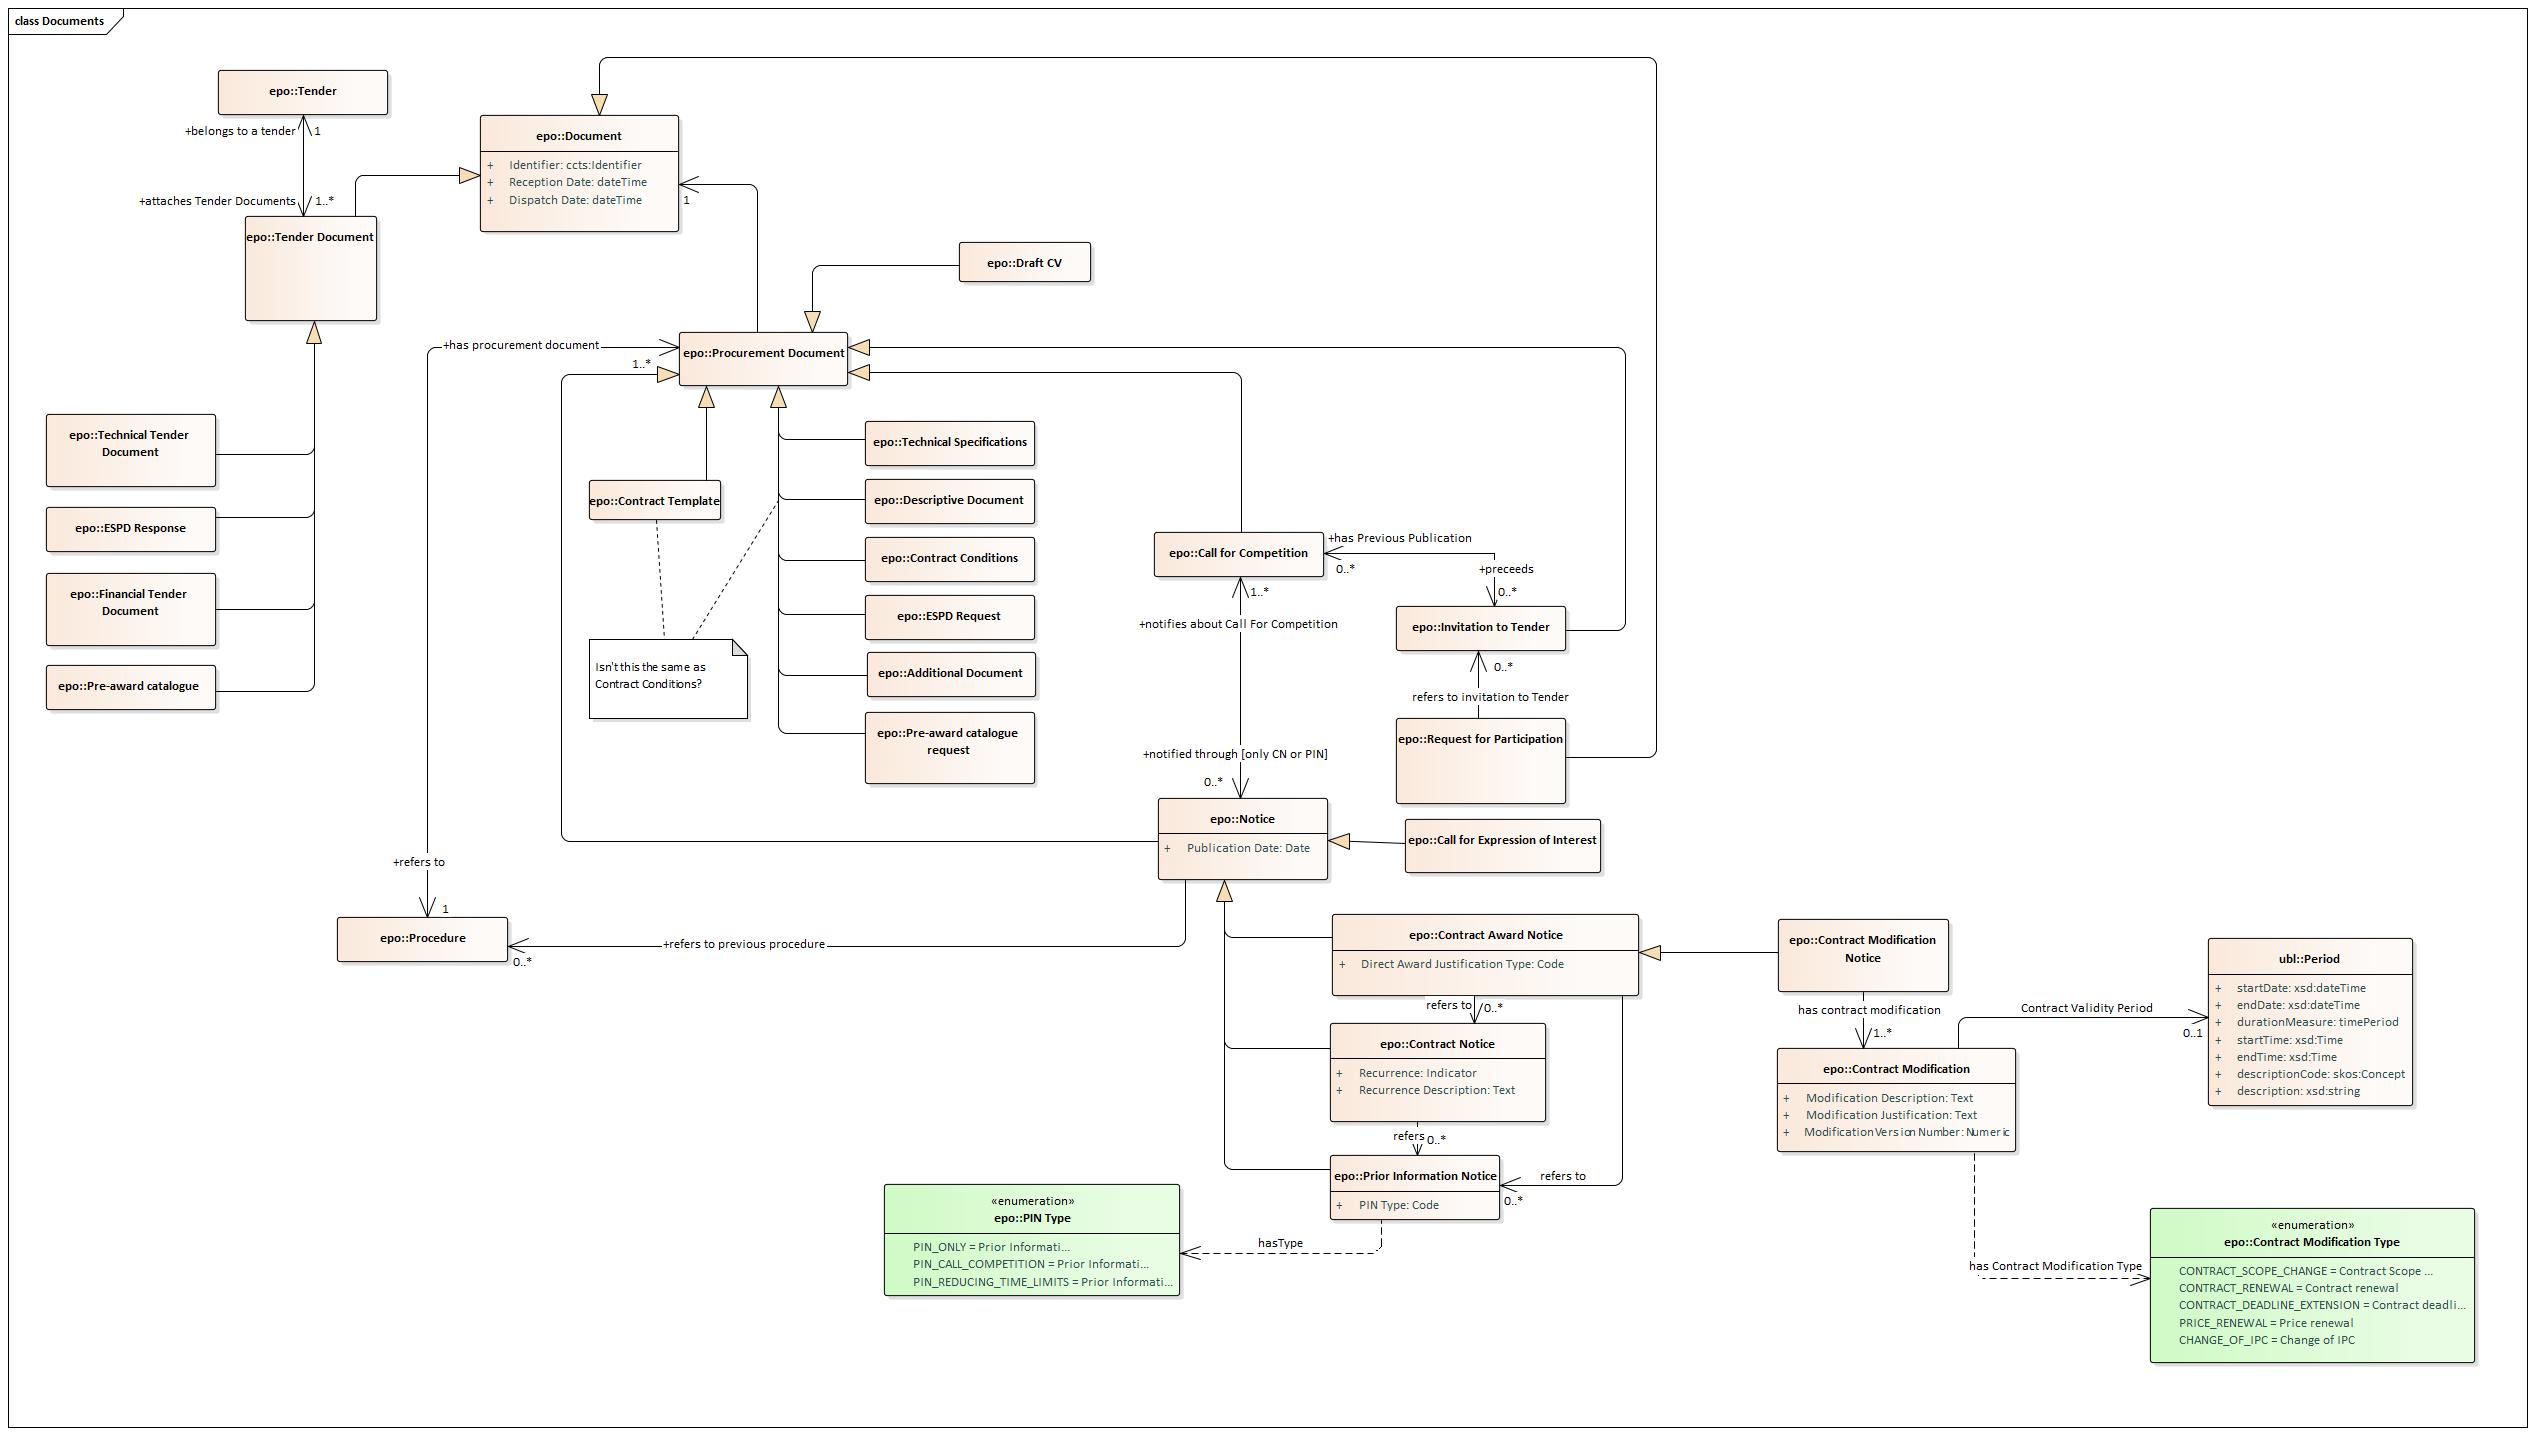 class Documents
epo::Tender
+belongs to a tender
1
+attaches Tender Documents
1..*
epo::Tender Document
epo::Document
+ Identifier: ccts:Identifier
+ Reception Date: dateTime
+ Dispatch Date: dateTime
1
epo::Draft CV
+has procurement document
1..*
epo::Procurement Document
epo::Technical Tender
Document
epo::ESPD Response
epo::Financial Tender
Document
epo::Pre-award catalogue
epo::Contract Template
Isn't this the same as
Contract Conditions?
epo::Technical Specifications
epo::Descriptive Document
epo::Contract Conditions
epo::ESPD Request
epo::Additional Document
epo::Pre-award catalogue
request
epo::Call for Competition
+has Previous Publication
0..*
+preceeds
0..*
epo::Invitation to Tender
0..*
refers to invitation to Tender
epo::Request for Participation
1..*
+notifies about Call For Competition
+notified through [only CN or PIN]
0..*
epo::Notice
+ Publication Date: Date
epo::Call for Expression of Interest
+refers to
1
epo::Procedure
0..*
+refers to previous procedure
epo::Contract Award Notice
+ Direct Award Justification Type: Code
refers to
0..*
epo::Contract Notice
+ Recurrence: Indicator
+ Recurrence Description: Text
refers
0..*
epo::Prior Information Notice
+ PIN Type: Code
refers to
0..*
hasType
«enumeration»
epo::PIN Type
PIN_ONLY = Prior Informati...
PIN_CALL_COMPETITION = Prior Informati...
PIN_REDUCING_TIME_LIMITS = Prior Informati...
epo::Contract Modification
Notice
has contract modification
1..*
epo::Contract Modification
+ Modification Description: Text
+ Modification Justification: Text
+ ModificationVersion Number: Numeric
Contract Validity Period
0..1
ubl::Period
+ startDate: xsd:dateTime
+ endDate: xsd:dateTime
+ durationMeasure: timePeriod
+ startTime: xsd:Time
+ endTime: xsd:Time
+ descriptionCode: skos:Concept
+ description: xsd:string
has Contract Modification Type
«enumeration»
epo::Contract Modification Type
CONTRACT_SCOPE_CHANGE = Contract Scope ...
CONTRACT_RENEWAL = Contract renewal
CONTRACT_DEADLINE_EXTENSION = Contract deadli...
PRICE_RENEWAL = Price renewal
CHANGE_OF_IPC = Change of IPC